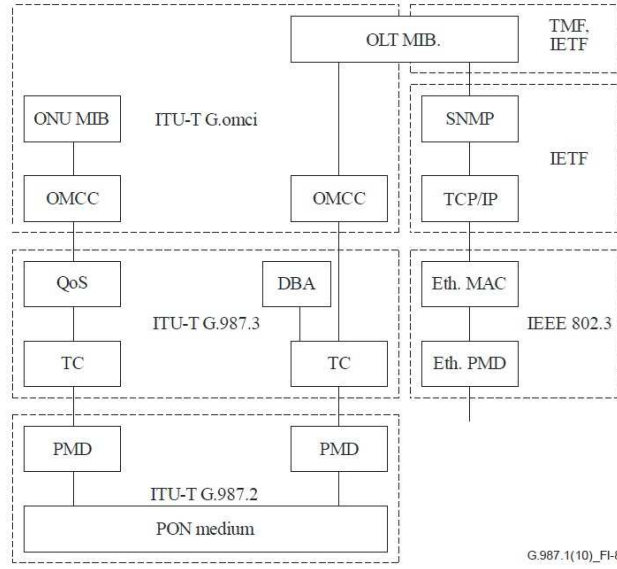 OLT MIB.
TMF,
IETF
ONU MIB
ITU-T G.omci
SNMP
IETF
OMCC
OMCC
TCP/IP
QoS
DBA
Eth. MAC
ITU-T G.987.3
IEEE 802.3
TC
TC
Eth. PMD
PMD
PMD
ITU-T G.987.2
PON medium